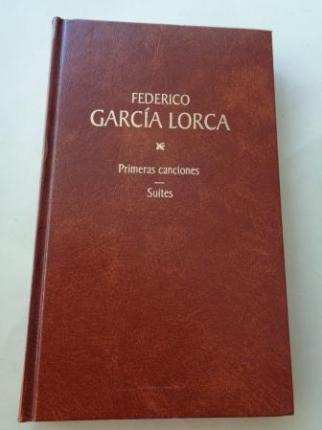 FEDERICO
GARCÍA LORCA
Primeras canciones
Suites